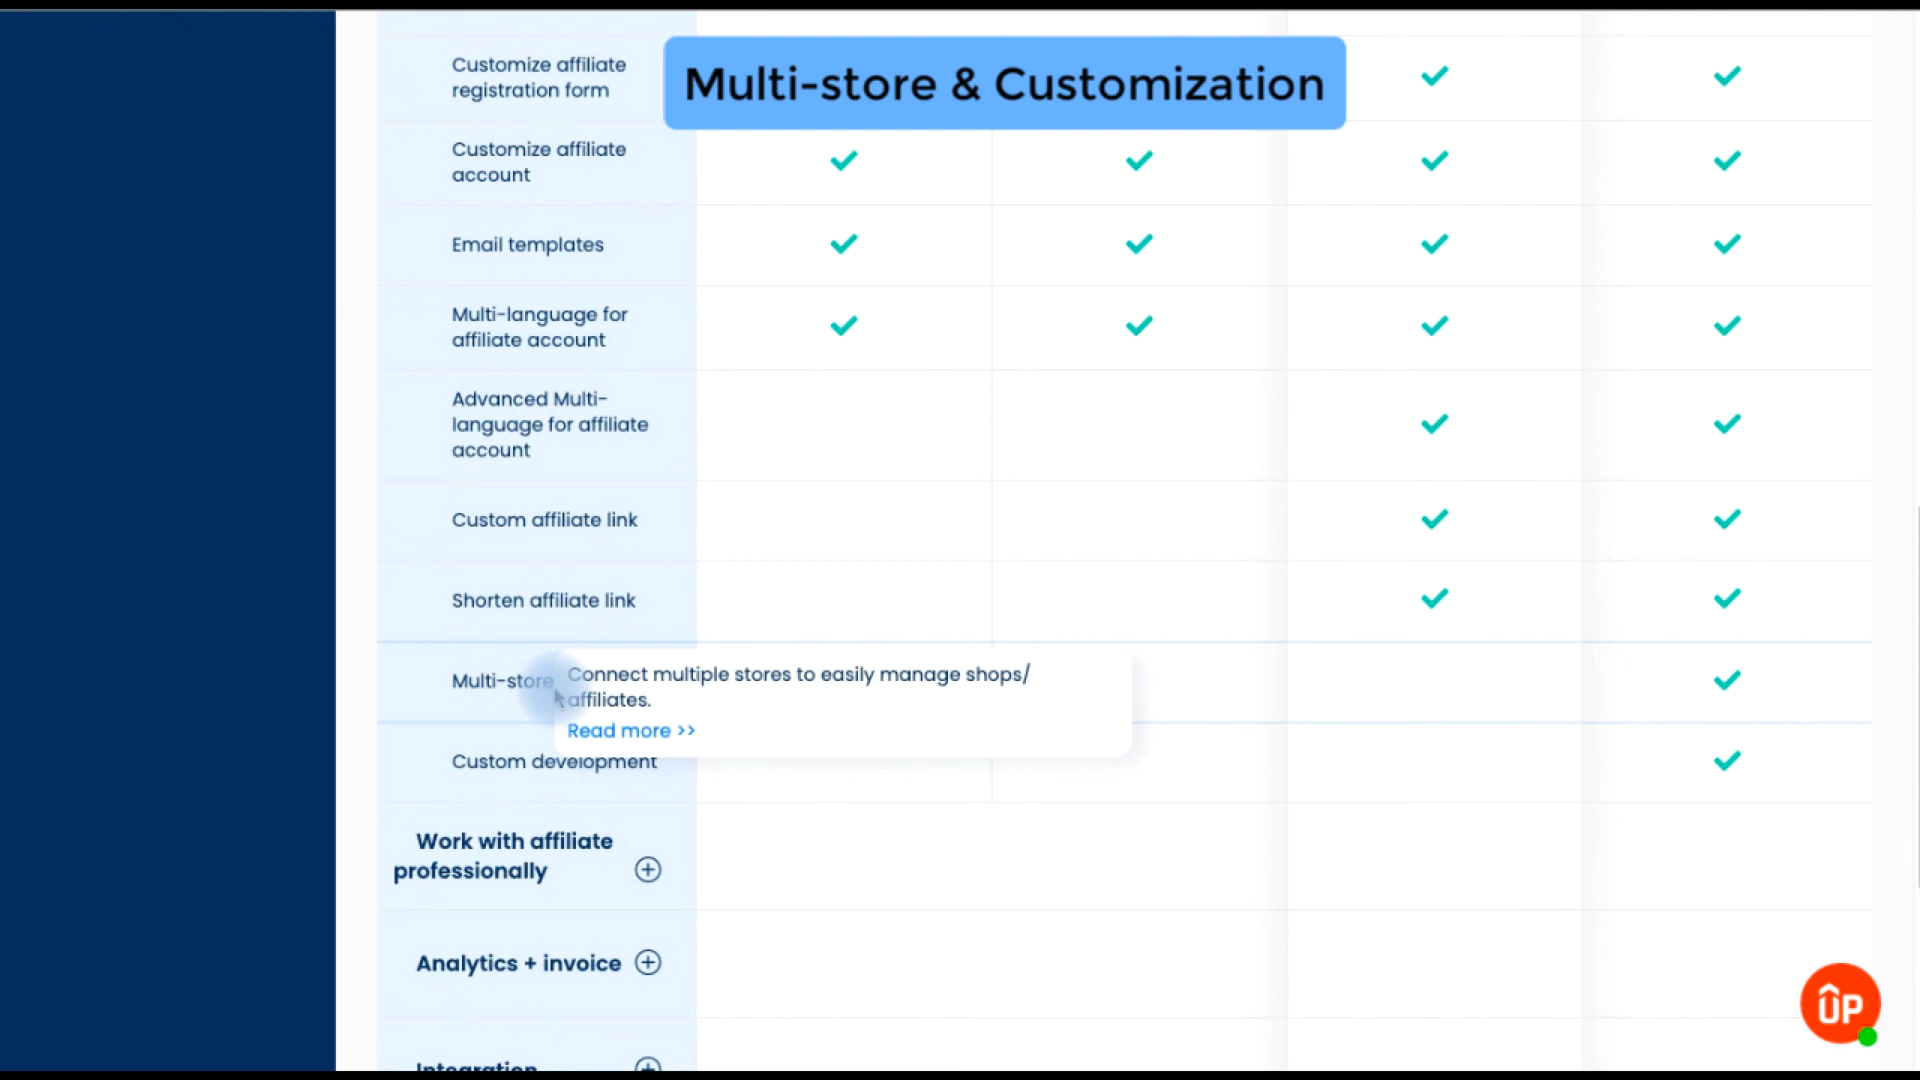 Multi-store & Customization
Customize affiliate
registration form
Customize affiliate
account
Email templates
Multi-language for
affiliate account
Advanced Multi-
language for affiliate
account
Custom affiliate link
Shorten affiliate link
Multi-store
Connect multiple stores to easily manage shops/
affiliates.
Read more >>
Custom development
Work with affiliate
professionally
Analytics + invoice
Integration
UP